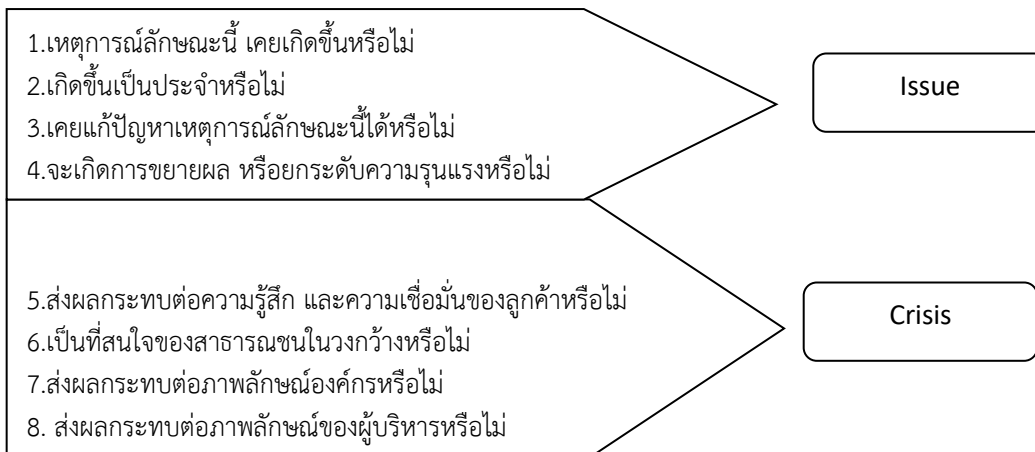 1.เหตุการณ์ลักษณะนี้ เคยเกิดขึ้นหรือไม่
2.เกิดขึ้นเป็นประจำหรือไม่
3.เคยแก้ปัญหาเหตุการณ์ลักษณะนี้ได้หรือไม่
4.จะเกิดการขยายผล หรือยกระดับความรุนแรงหรือไม่
Issue
5.ส่งผลกระทบต่อความรู้สึก และความเชื่อมั่นของลูกค้าหรือไม่
6.เป็นที่สนใจของสาธารณชนในวงกว้างหรือไม่
7.ส่งผลกระทบต่อภาพลักษณ์องค์กรหรือไม่
8. ส่งผลกระทบต่อภาพลักษณ์ของผู้บริหารหรือไม่
Crisis